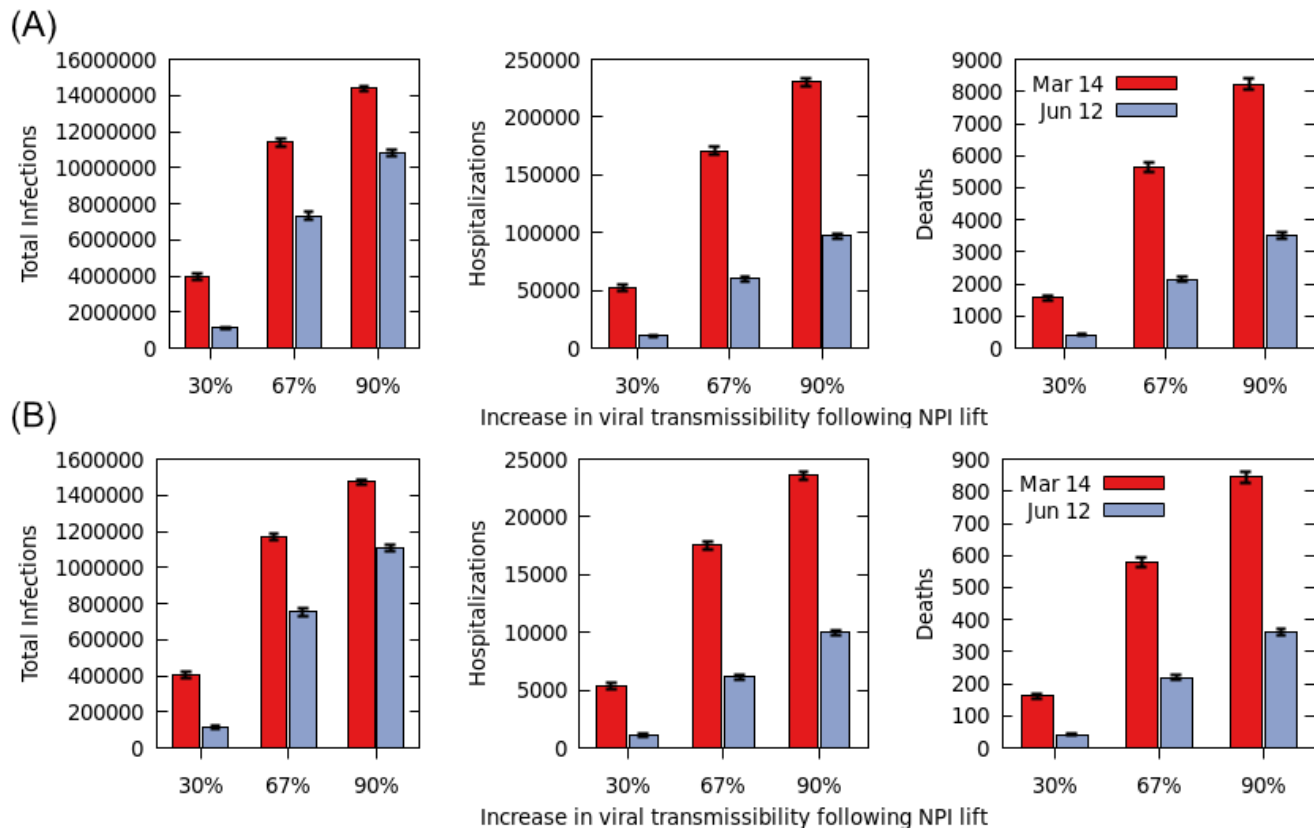 (A)
Total Infections
16000000
14000000
12000000
10000000
8000000
6000000
4000000
2000000
0
30% 67% 90%
Hospitalizations
250000
200000
150000
100000
50000
0
30% 67% 90%
Deaths
9000
8000
7000
6000
5000
4000
3000
2000
1000
0
Mar 14
Jun 12
30% 67% 90%
Increase in viral transmissibility following NPI lift
(B)
Total Infections
1600000
1400000
1200000
1000000
800000
600000
400000
200000
0
30% 67% 90%
Hospitalizations
25000
20000
15000
10000
5000
0
30% 67% 90%
Deaths
900
800
700
600
500
400
300
200
100
0
Mar 14
Jun 12
30% 67% 90%
Increase in viral transmissibility following NPI lift